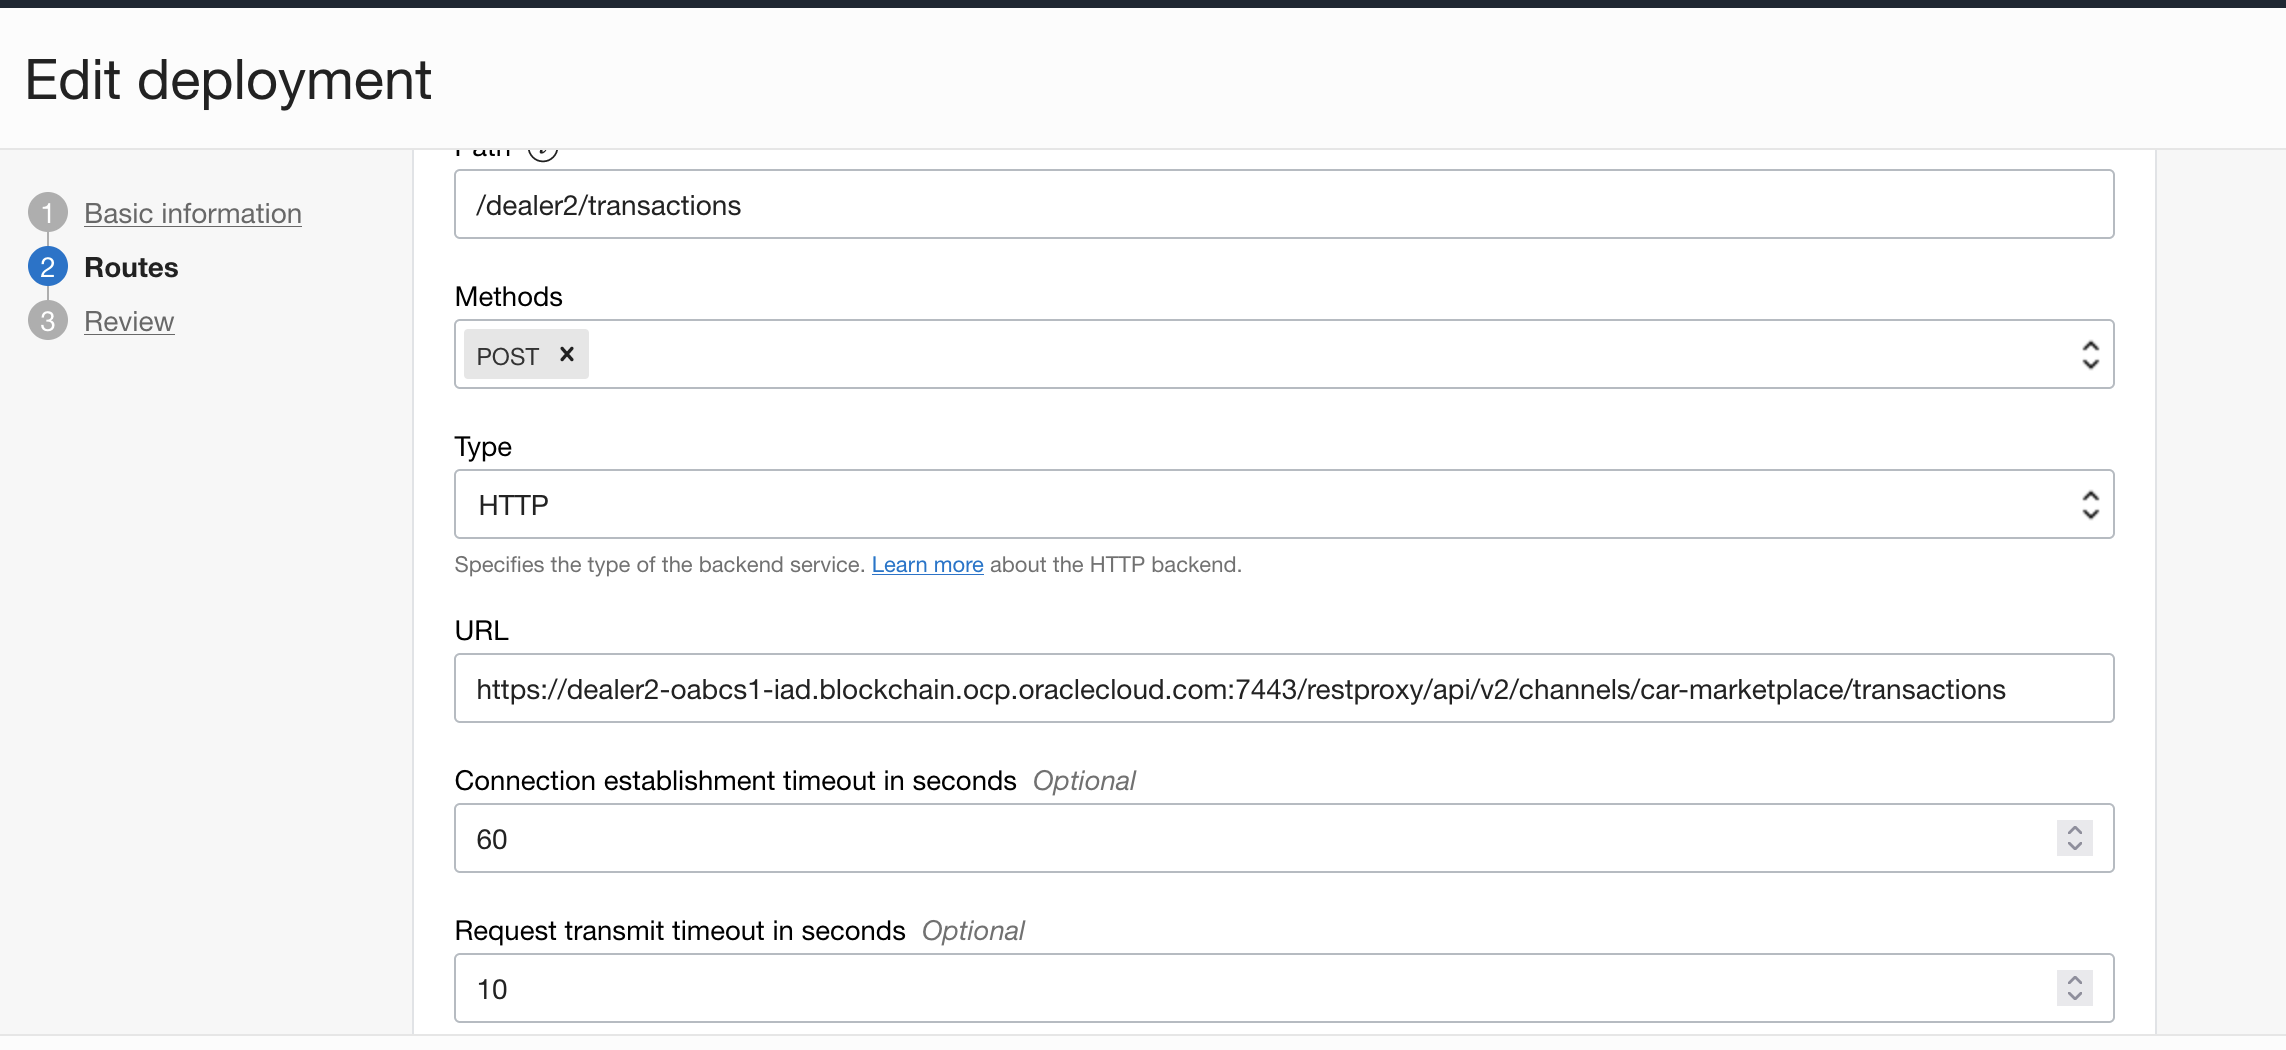 Edit deployment
Path
/dealer2/transactions
1 Basic information
2 Routes
3 Review
Methods
POST
Type
HTTP
Specifies the type of the backend service. Learn more about the HTTP backend.
URL
https://dealer2-oabcs1-iad.blockchain.ocp.oraclecloud.com:7443/restproxy/api/v2/channels/car-marketplace/transactions
Connection establishment timeout in seconds Optional
60
Request transmit timeout in seconds Optional
10